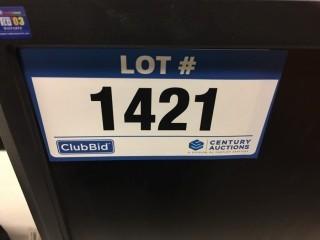 LOT #
1421
ClubBid
CENTURY
AUCTIONS